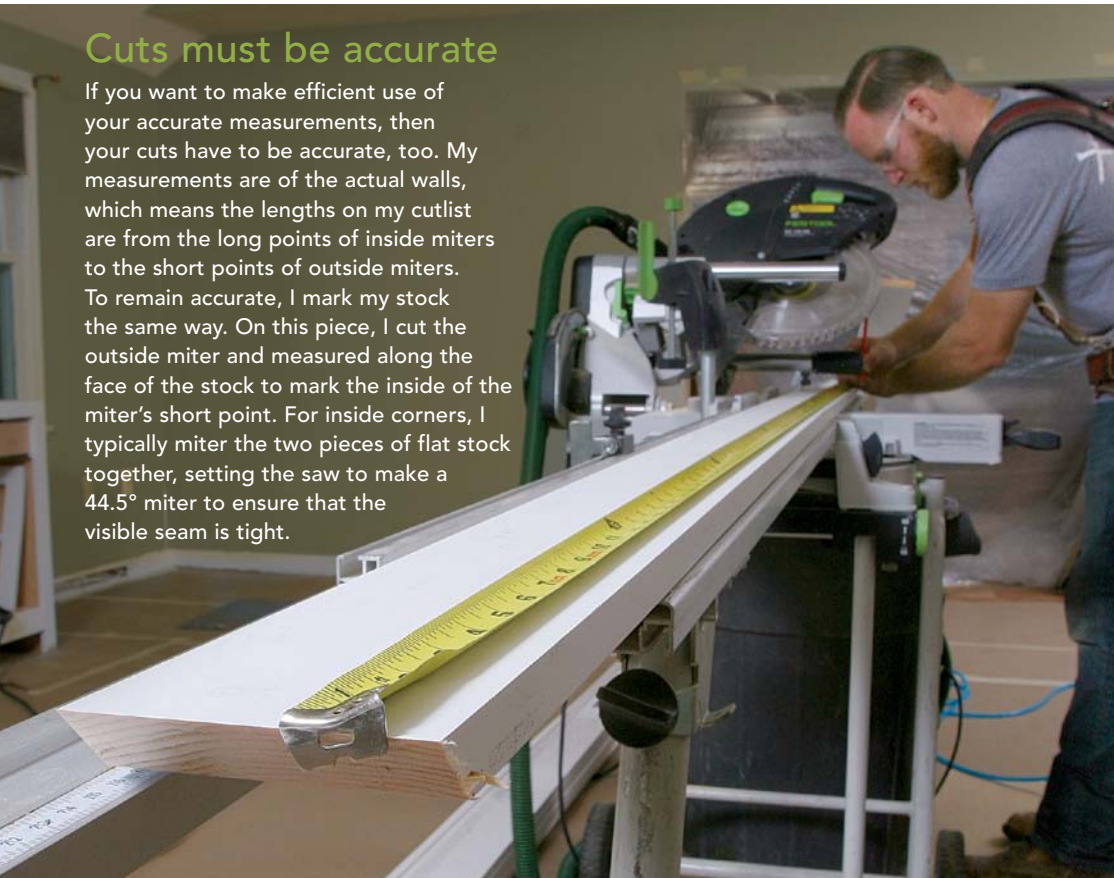 Cuts must be accurate
If you want to make efficient use of
your accurate measurements, then
your cuts have to be accurate, too. My
measurements are of the actual walls,
which means the lengths on my cutlist
are from the long points of inside miters
to the short points of outside miters.
To remain accurate, I mark my stock
the same way. On this piece, I cut the
outside miter and measured along the
face of the stock to mark the inside of the
miter's short point. For inside corners, I
typically miter the two pieces of flat stock
together, setting the saw to make a
44.5° miter to ensure that the
visible seam is tight.
FESTOOL